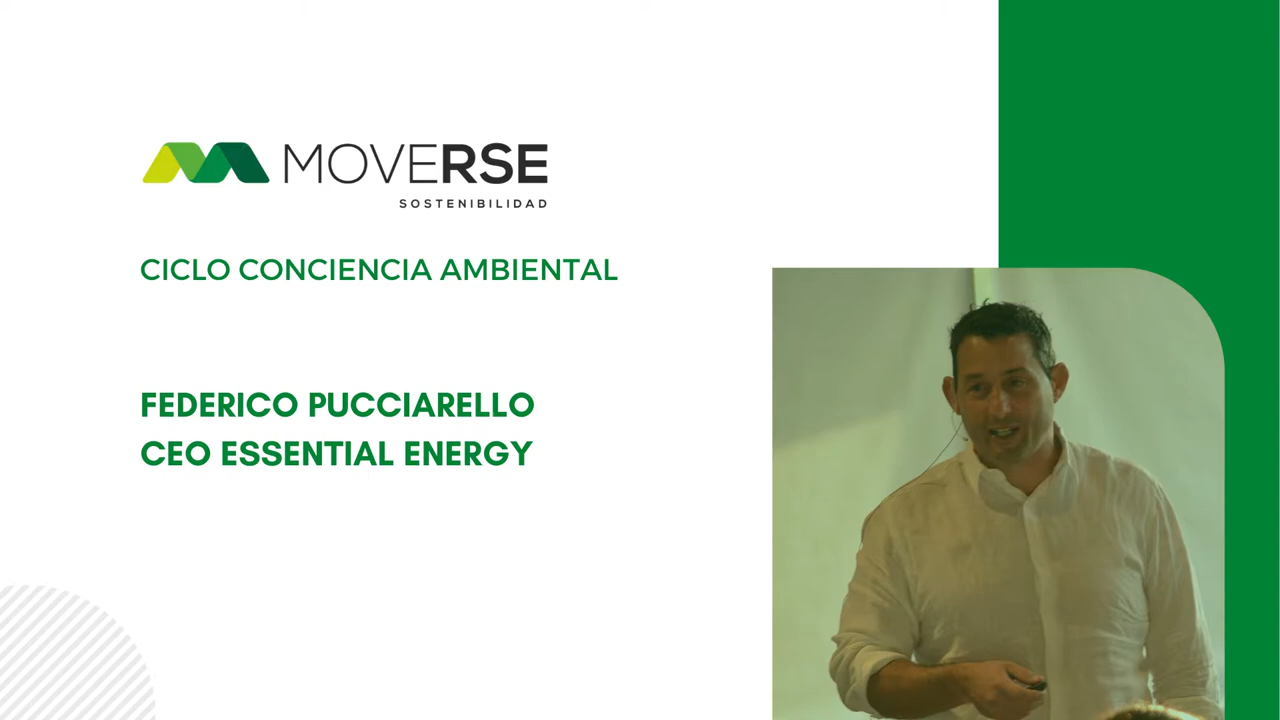 MOVERSE
SOSTENIBILIDAD
CICLO CONCIENCIA AMBIENTAL
FEDERICO PUCCIARELLO
CEO ESSENTIAL ENERGY